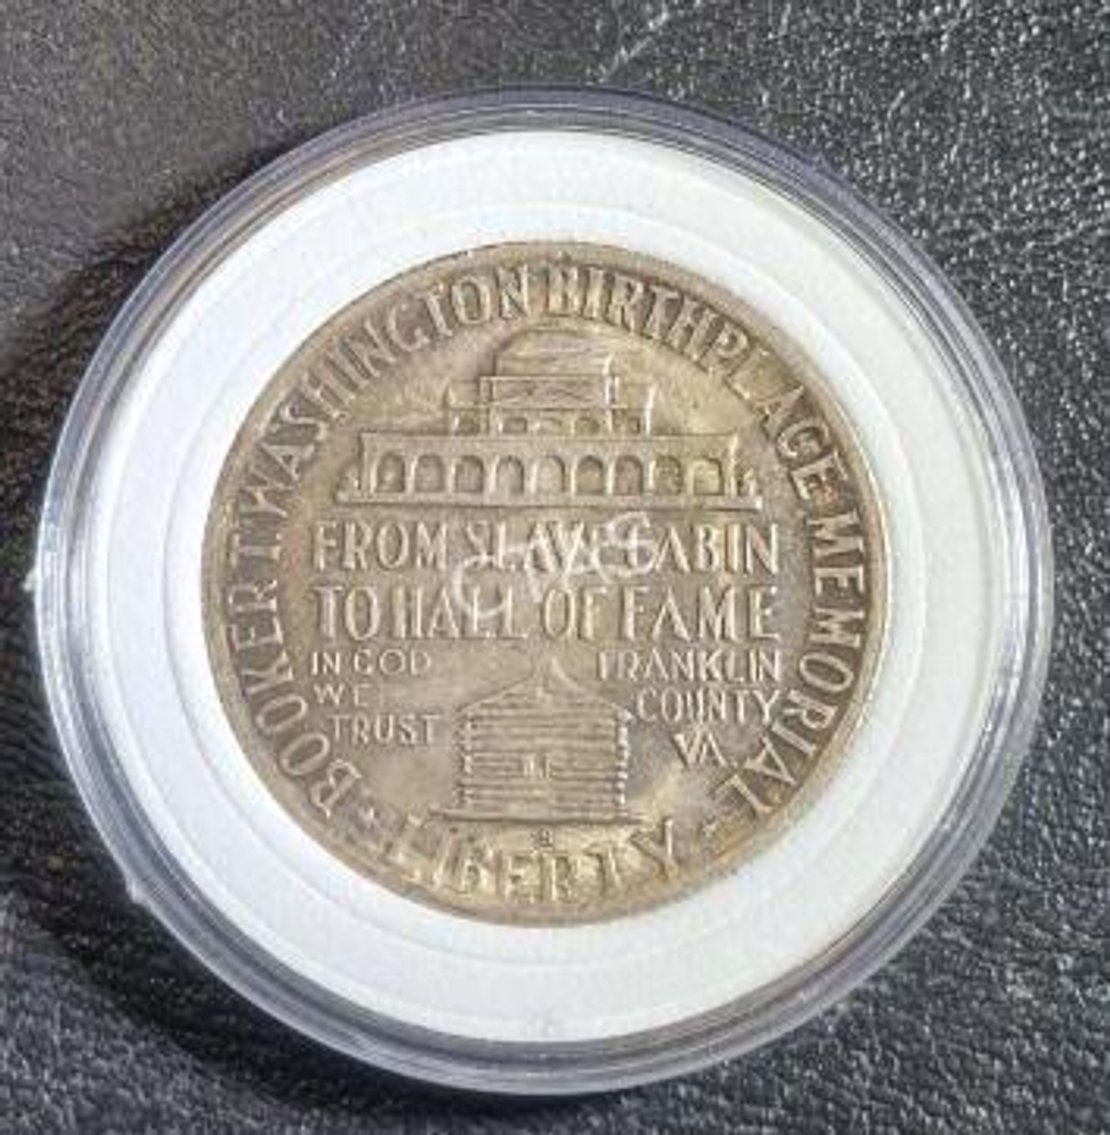 BOOKER T. WASHINGTON BIRTHPLACE MEMORIAL
FROM SLAVE CABIN
TO HALL OF FAME
IN GOD
WE
TRUST
FRANKLIN
COUNTY
VA
S
LIBERTY